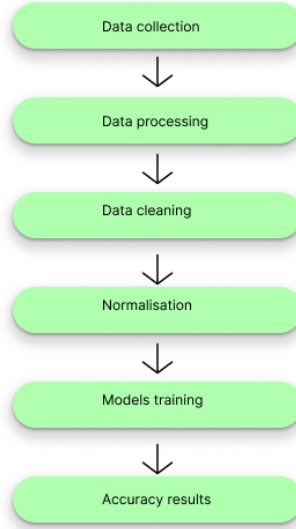 Data collection
Data processing
Data cleaning
Normalisation
Models training
Accuracy results